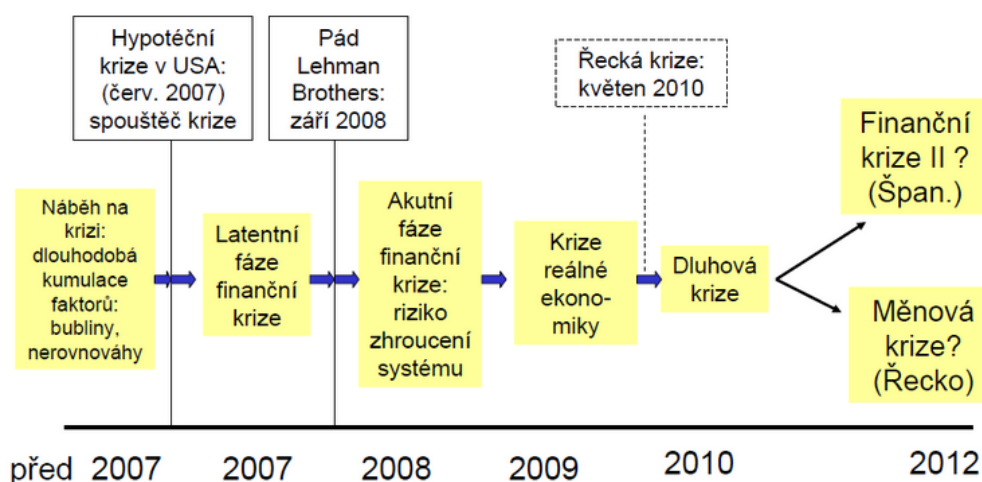 Hypotéční
krize v USA:
(červ. 2007)
spouštěč krize
Pád
Lehman
Brothers:
září 2008
Řecká krize:
květen 2010
Náběh na
krizi:
dlouhodobá
kumulace
faktorů:
bubliny,
nerovnováhy
Latentní
fáze
finanční
krize
Akutní
fáze
finanční
krize:
riziko
zhroucení
systému
Krize
reálné
ekono-
miky
Dluhová
krize
Finanční
krize II ?
(Špan.)
Měnová
krize?
(Řecko)
před 2007 2007 2008 2009 2010 2012